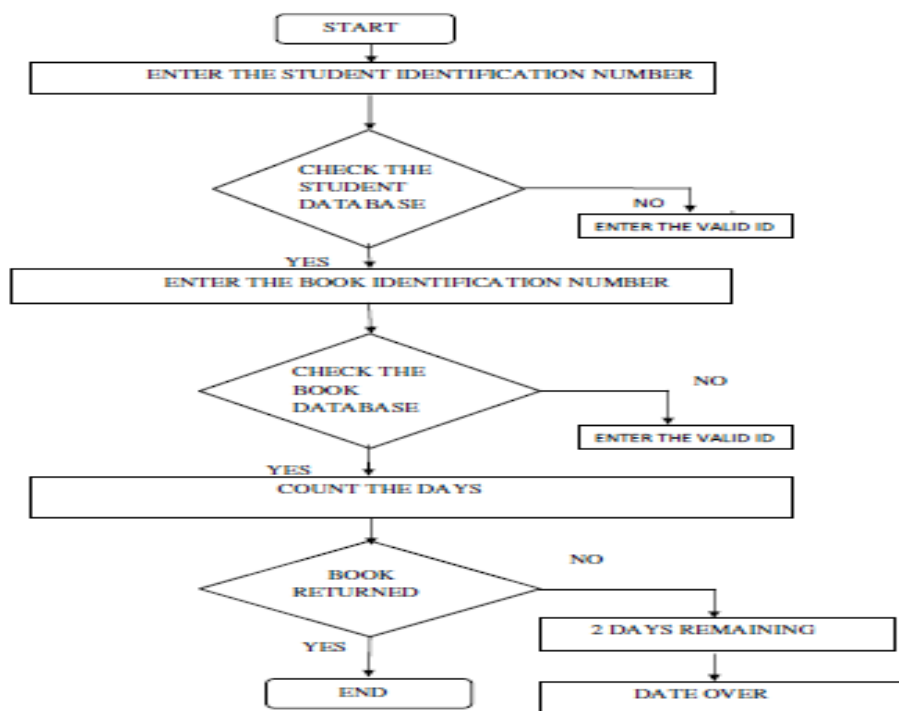 START
ENTER THE STUDENT IDENTIFICATION NUMBER
CHECK THE
STUDENT
DATABASE
NO
ENTER THE VALID ID
YES
ENTER THE BOOK IDENTIFICATION NUMBER
CHECK THE
BOOK
DATABASE
NO
ENTER THE VALID ID
YES
COUNT THE DAYS
BOOK
RETURNED
NO
2 DAYS REMAINING
YES
END
DATE OVER